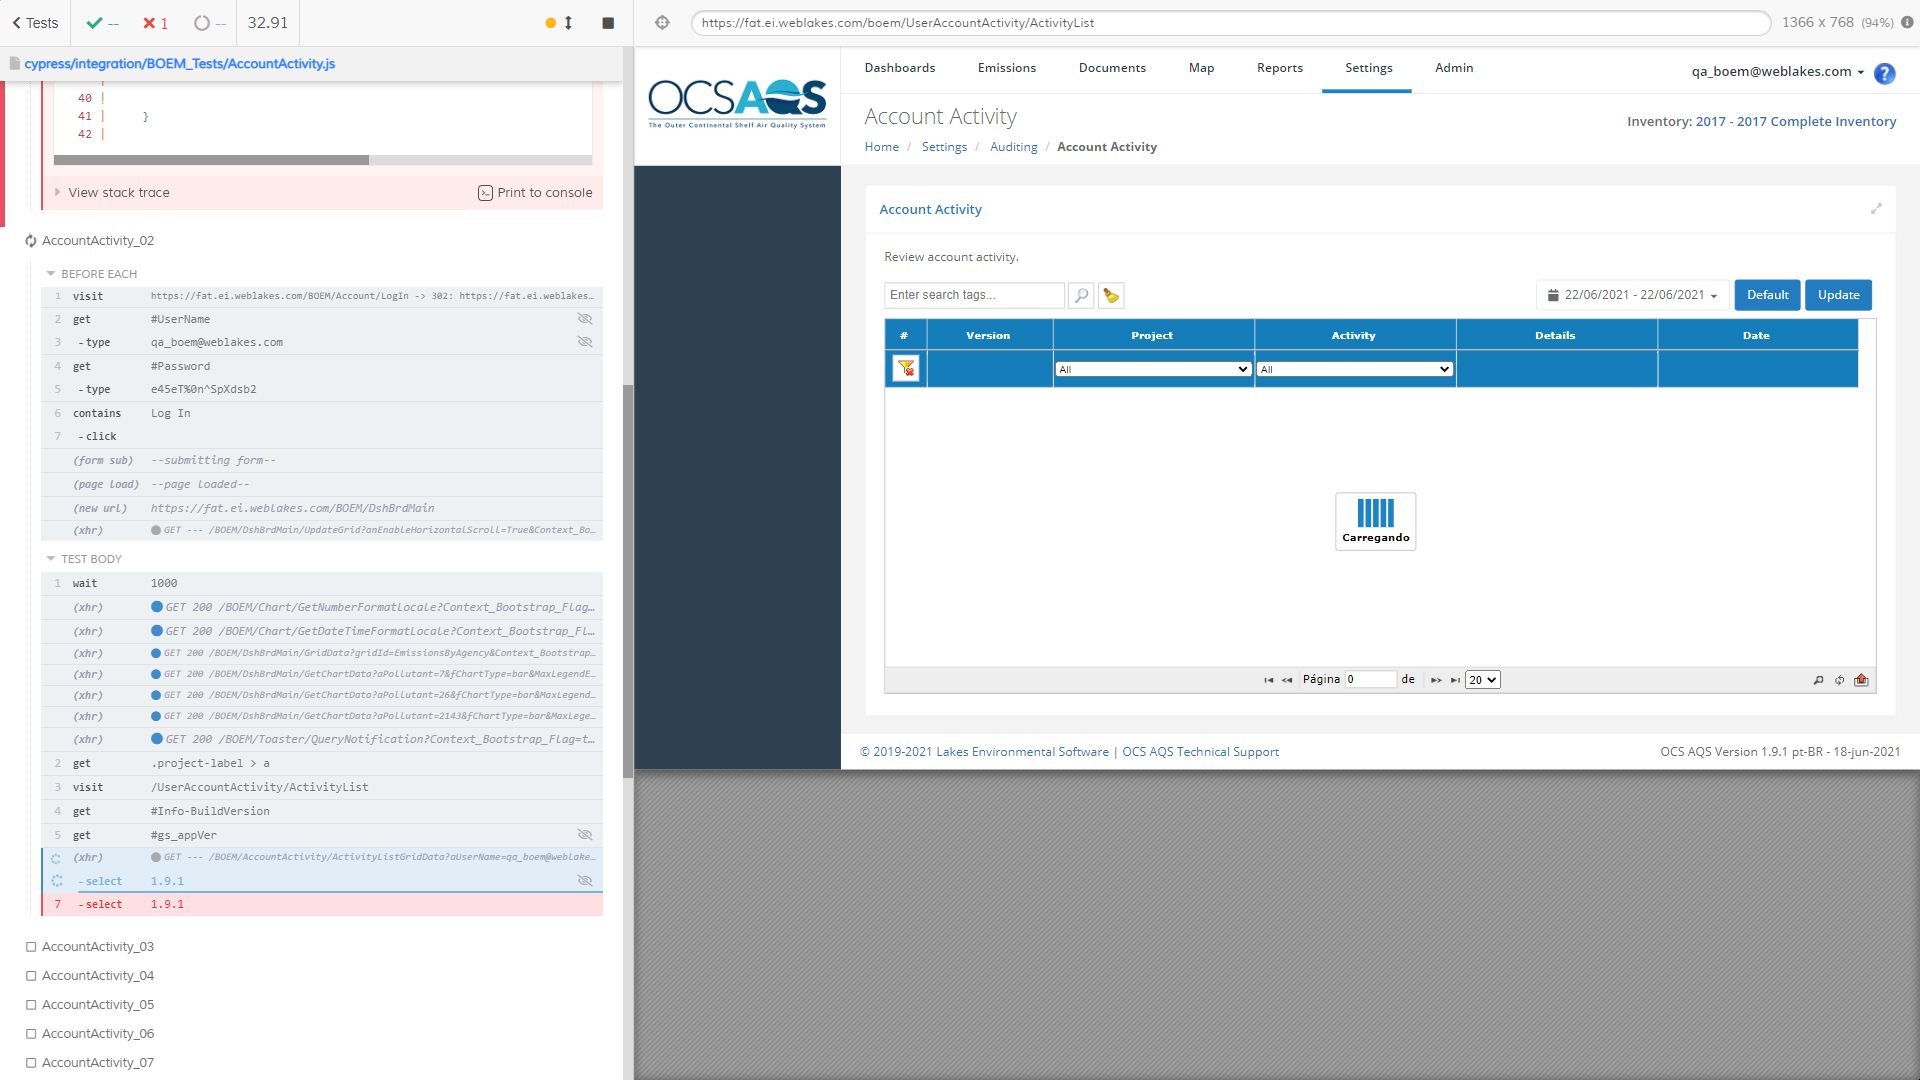 Tests
--
1
--
32.91
cypress/integration/BOEM_Tests/AccountActivity.js
40 |
41 | }
42 |
View stack trace
Print to console
AccountActivity_02
BEFORE EACH
1 visit https://fat.ei.weblakes.com/BOEM/Account/LogIn -> 302: https://fat.ei.weblakes...
2 get #UserName
3 -type qa_boem@weblakes.com
4 get #Password
5 -type e45eT%0n^SpXdsb2
6 contains Log In
7 -click
(form sub) --submitting form--
(page load) --page loaded--
(new url) https://fat.ei.weblakes.com/BOEM/DshBrdMain
(xhr) GET --- /BOEM/DshBrdMain/UpdateGrid?anEnableHorizontalScroll=True&Context_Bo...
TEST BODY
1 wait 1000
(xhr) GET 200 /BOEM/Chart/GetNumberFormatLocale?Context_Bootstrap_Flag...
(xhr) GET 200 /BOEM/Chart/GetDateTimeFormatLocale?Context_Bootstrap_Fl...
(xhr) GET 200 /BOEM/DshBrdMain/GridData?gridId=EmissionsByAgency&Context_Bootstrap...
(xhr) GET 200 /BOEM/DshBrdMain/GetChartData?aPollutant=7&fChartType=bar&MaxLegendE...
(xhr) GET 200 /BOEM/DshBrdMain/GetChartData?aPollutant=26&fChartType=bar&MaxLegend...
(xhr) GET 200 /BOEM/DshBrdMain/GetChartData?aPollutant=2143&fChartType=bar&MaxLege...
(xhr) GET 200 /BOEM/Toaster/QueryNotification?Context_Bootstrap_Flag=t...
2 get .project-label > a
3 visit /UserAccountActivity/ActivityList
4 get #Info-BuildVersion
5 get #gs_appVer
(xhr) GET --- /BOEM/AccountActivity/ActivityListGridData?aUserName=qa_boem@weblake...
-select 1.9.1
7 -select 1.9.1
AccountActivity_03
AccountActivity_04
AccountActivity_05
AccountActivity_06
AccountActivity_07
https://fat.ei.weblakes.com/boem/UserAccountActivity/ActivityList
1366 x 768 (94%)
OCSAQS
The Outer Continental Shelf Air Quality System
Dashboards Emissions Documents Map Reports Settings Admin
qa_boem@weblakes.com
?
Account Activity
Inventory: 2017 - 2017 Complete Inventory
Home / Settings / Auditing / Account Activity
Account Activity
Review account activity.
Enter search tags...
22/06/2021 - 22/06/2021
Default
Update
# Version Project Activity Details Date
All
All
Carregando
Página 0 de
20
© 2019-2021 Lakes Environmental Software | OCS AQS Technical Support
OCS AQS Version 1.9.1 pt-BR - 18-jun-2021